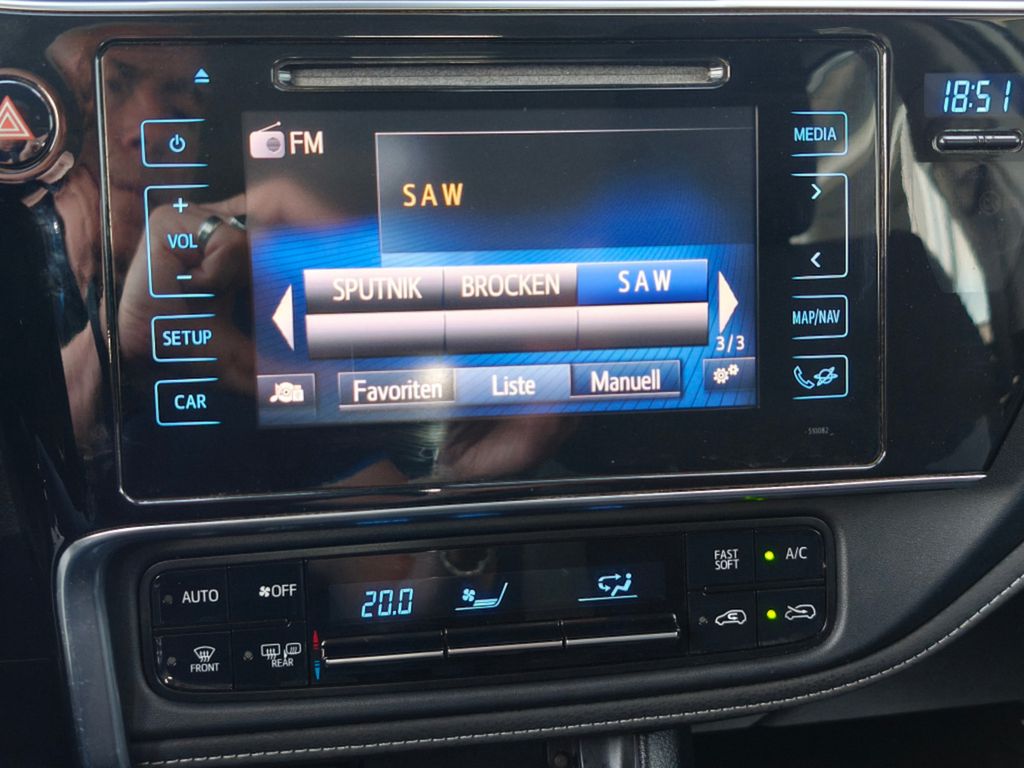 18:51
FM
MEDIA
SAW
+
VOL
−
SPUTNIK BROCKEN SAW
SETUP
MAP/NAV
3/3
CAR
Favoriten Liste Manuell
510082
AUTO
OFF
20.0
FAST
SOFT
A/C
FRONT
REAR